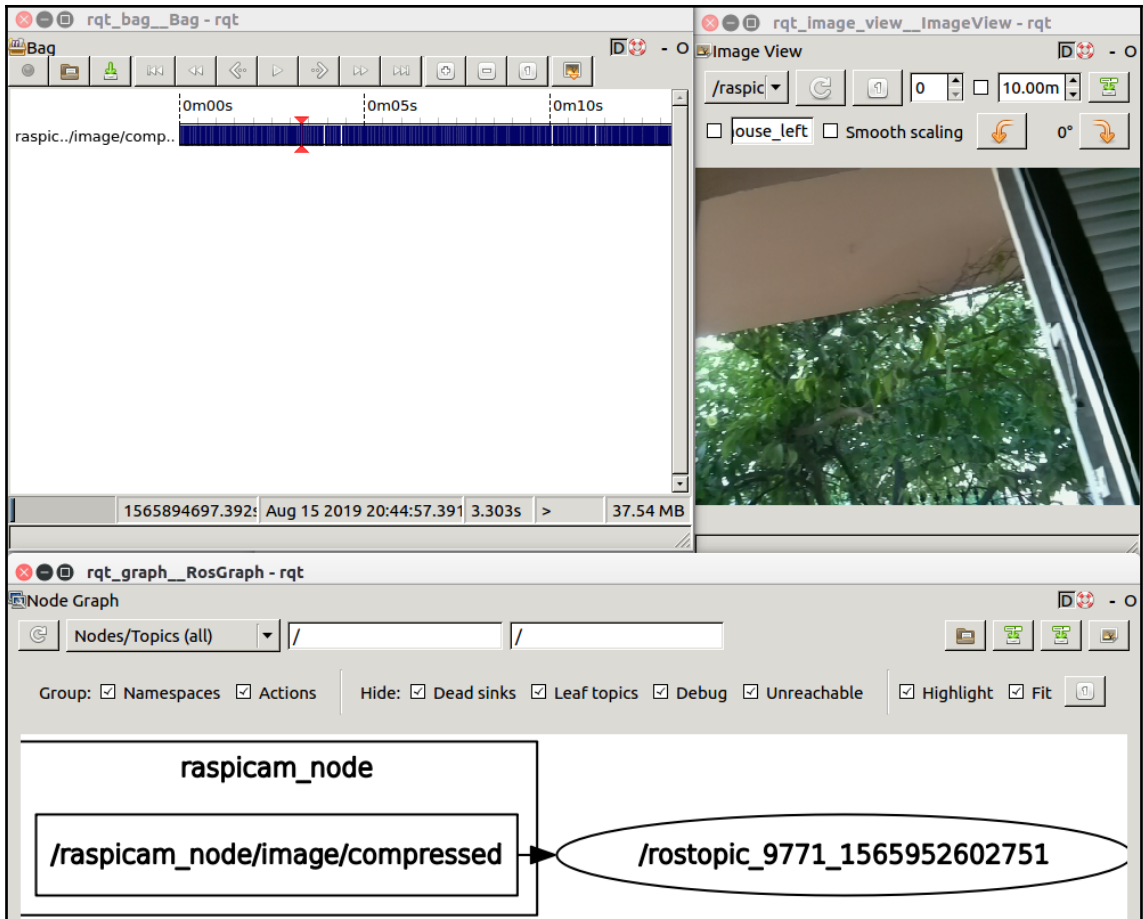 rqt_bag__Bag - rqt
Bag
D - O
0m00s 0m05s 0m10s
raspic../image/comp..
1565894697.392s Aug 15 2019 20:44:57.391 3.303s > 37.54 MB
rqt_image_view__ImageView - rqt
Image View
D - O
/raspic 0 10.00m
ouse_left Smooth scaling 0°
rqt_graph__RosGraph - rqt
Node Graph
D - O
Nodes/Topics (all) / /
Group: Namespaces Actions Hide: Dead sinks Leaf topics Debug Unreachable Highlight Fit
raspicam_node
/raspicam_node/image/compressed
/rostopic_9771_1565952602751